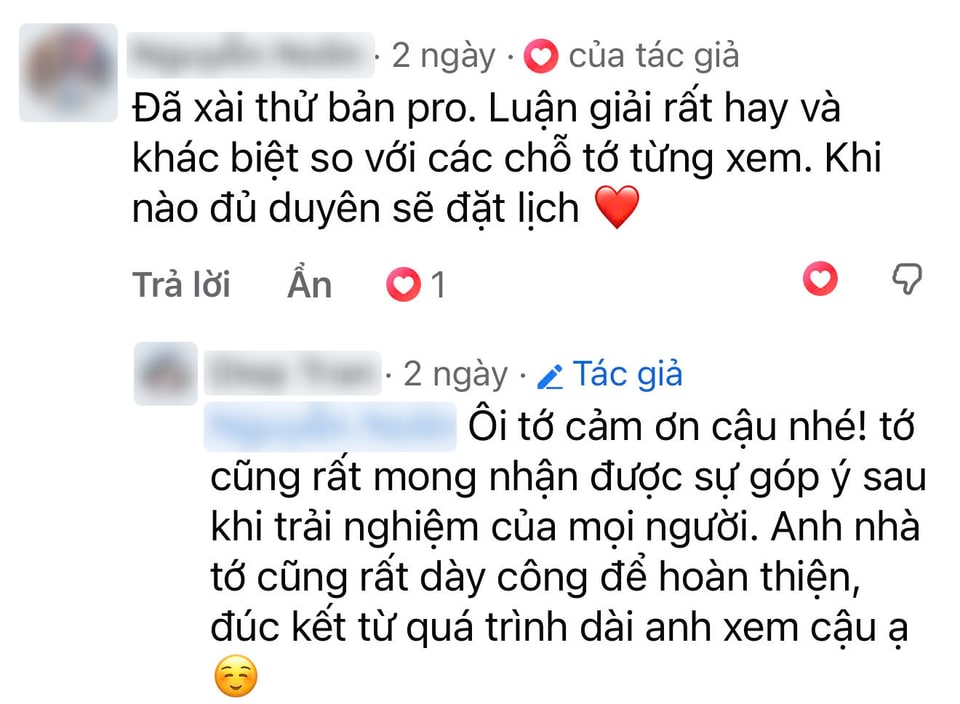 · 2 ngày · của tác giả
Đã xài thử bản pro. Luận giải rất hay và
khác biệt so với các chỗ tớ từng xem. Khi
nào đủ duyên sẽ đặt lịch ❤️
Trả lời Ẩn 1
· 2 ngày · Tác giả
Ôi tớ cảm ơn cậu nhé! tớ
cũng rất mong nhận được sự góp ý sau
khi trải nghiệm của mọi người. Anh nhà
tớ cũng rất dày công để hoàn thiện,
đúc kết từ quá trình dài anh xem cậu ạ
☺️